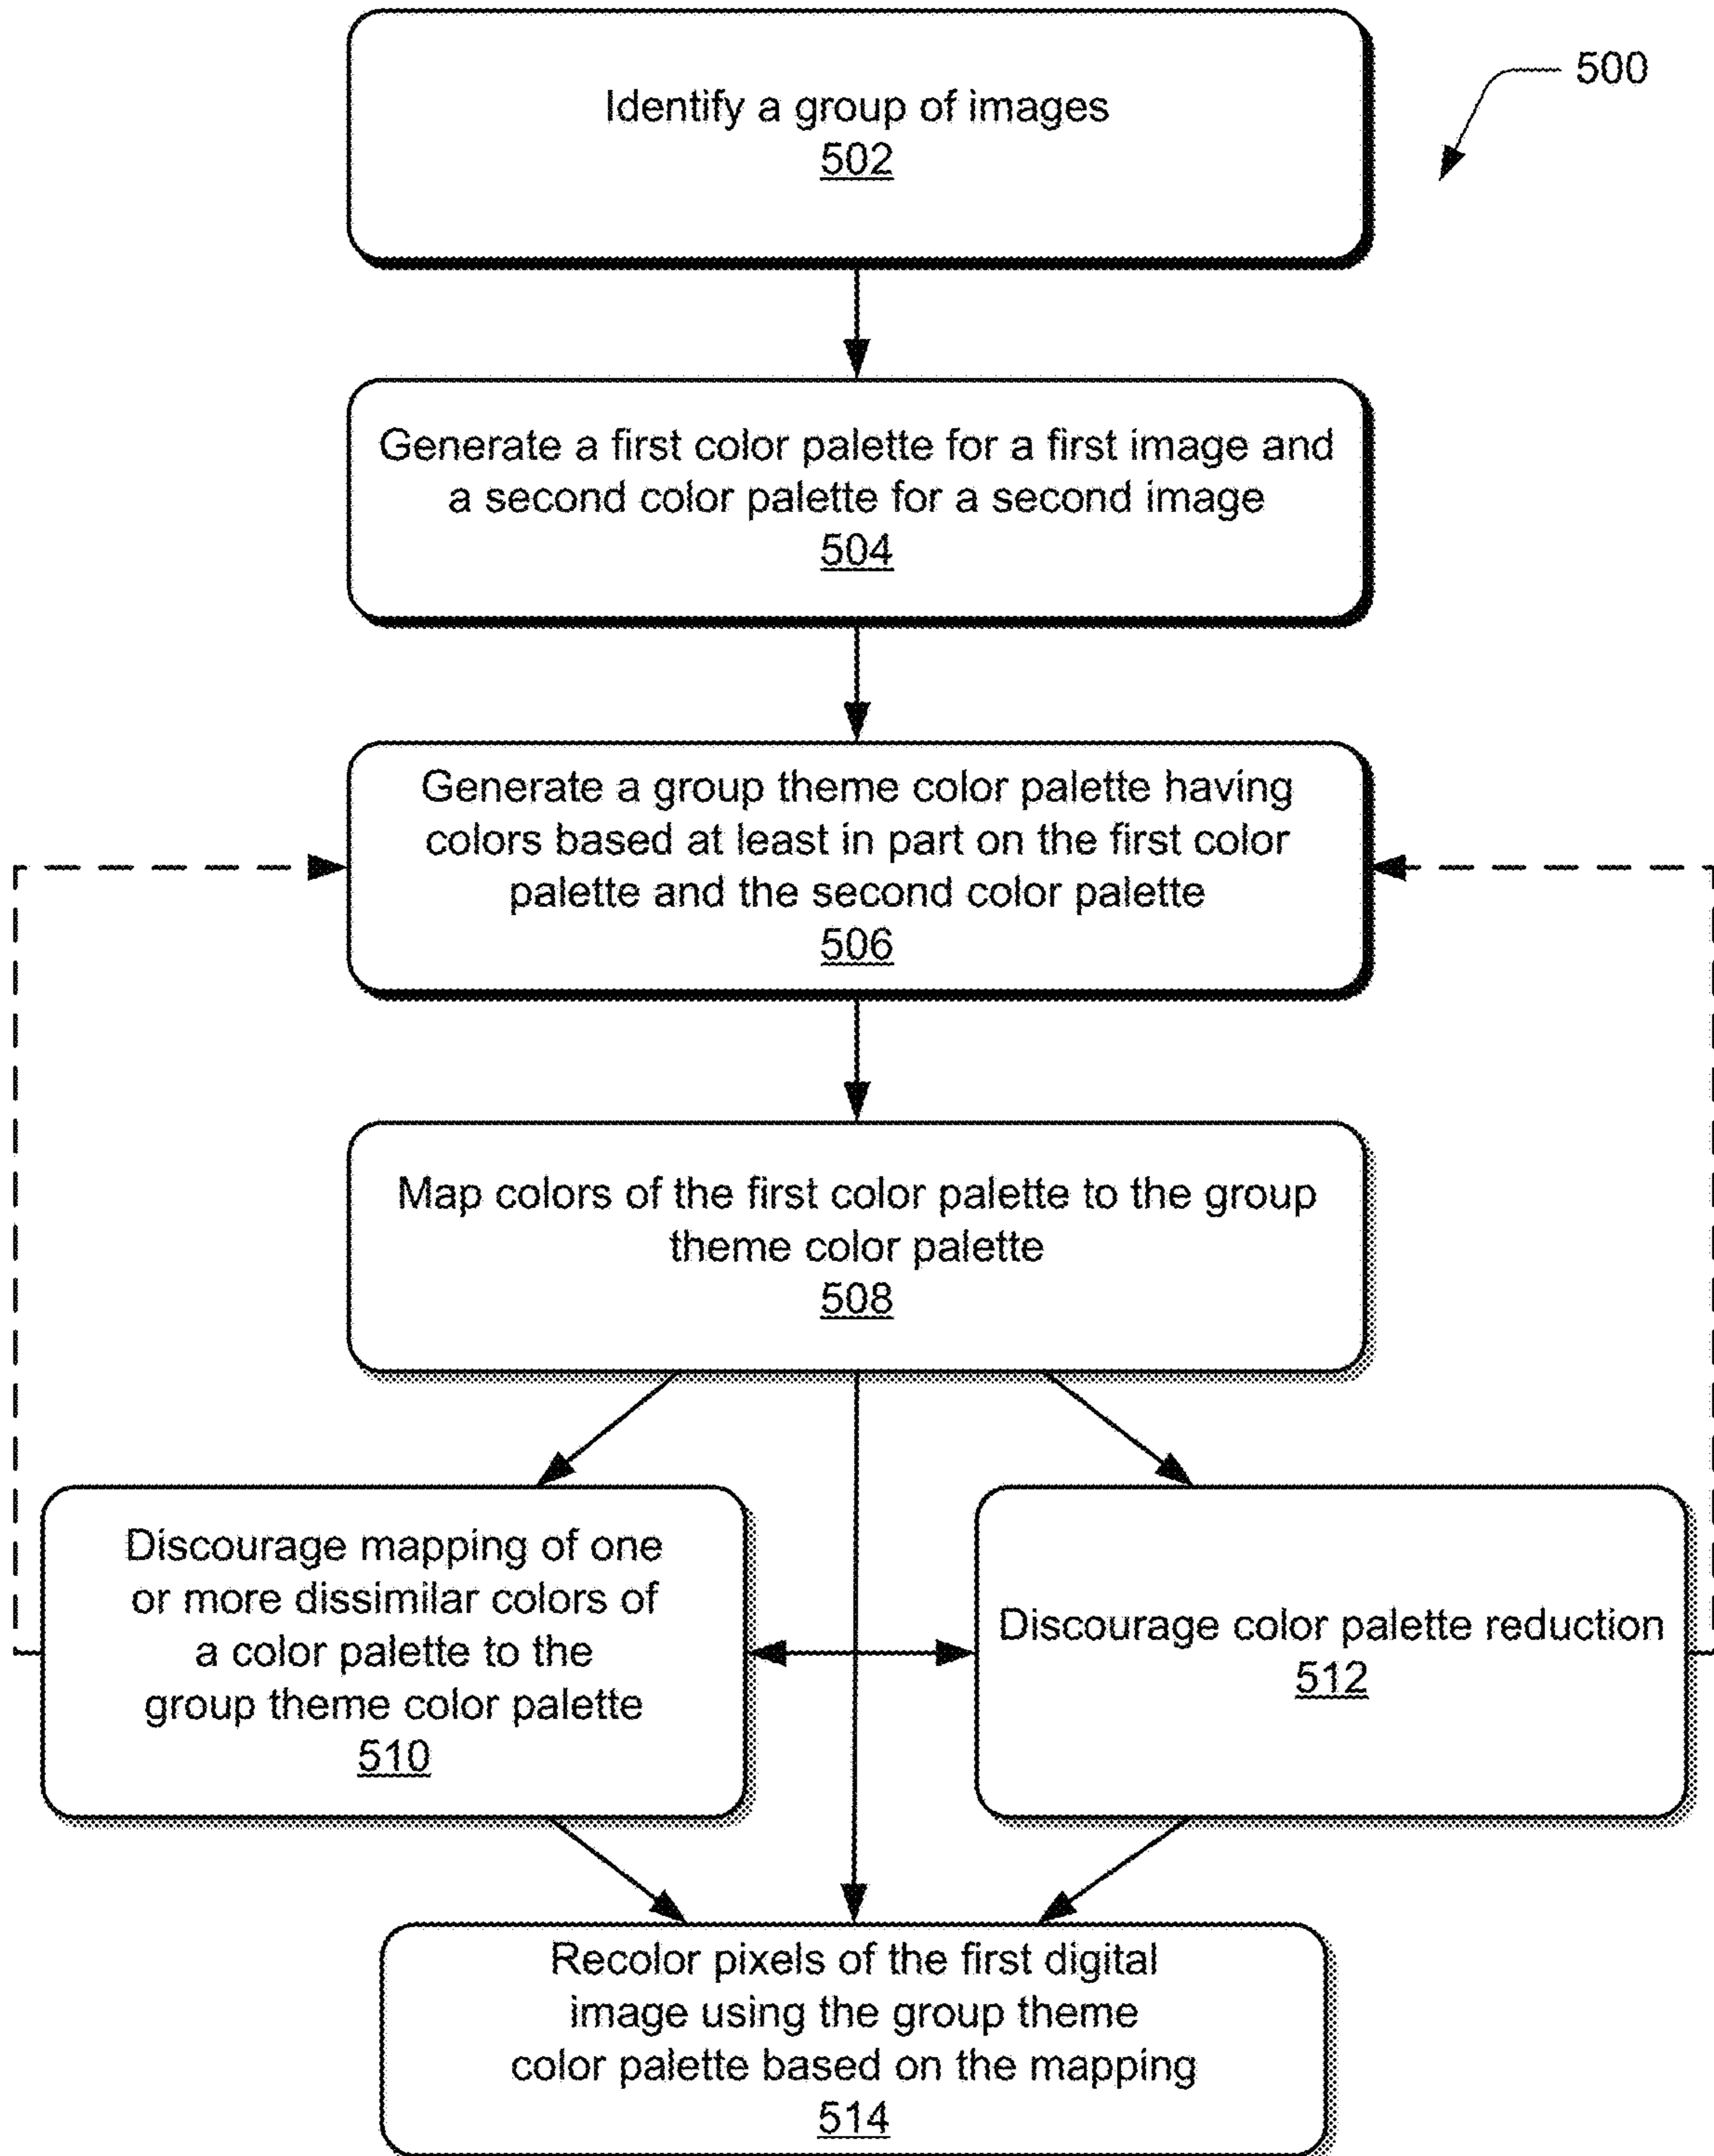 500
Identify a group of images
502
Generate a first color palette for a first image and
a second color palette for a second image
504
Generate a group theme color palette having
colors based at least in part on the first color
palette and the second color palette
506
Map colors of the first color palette to the group
theme color palette
508
Discourage mapping of one
or more dissimilar colors of
a color palette to the
group theme color palette
510
Discourage color palette reduction
512
Recolor pixels of the first digital
image using the group theme
color palette based on the mapping
514